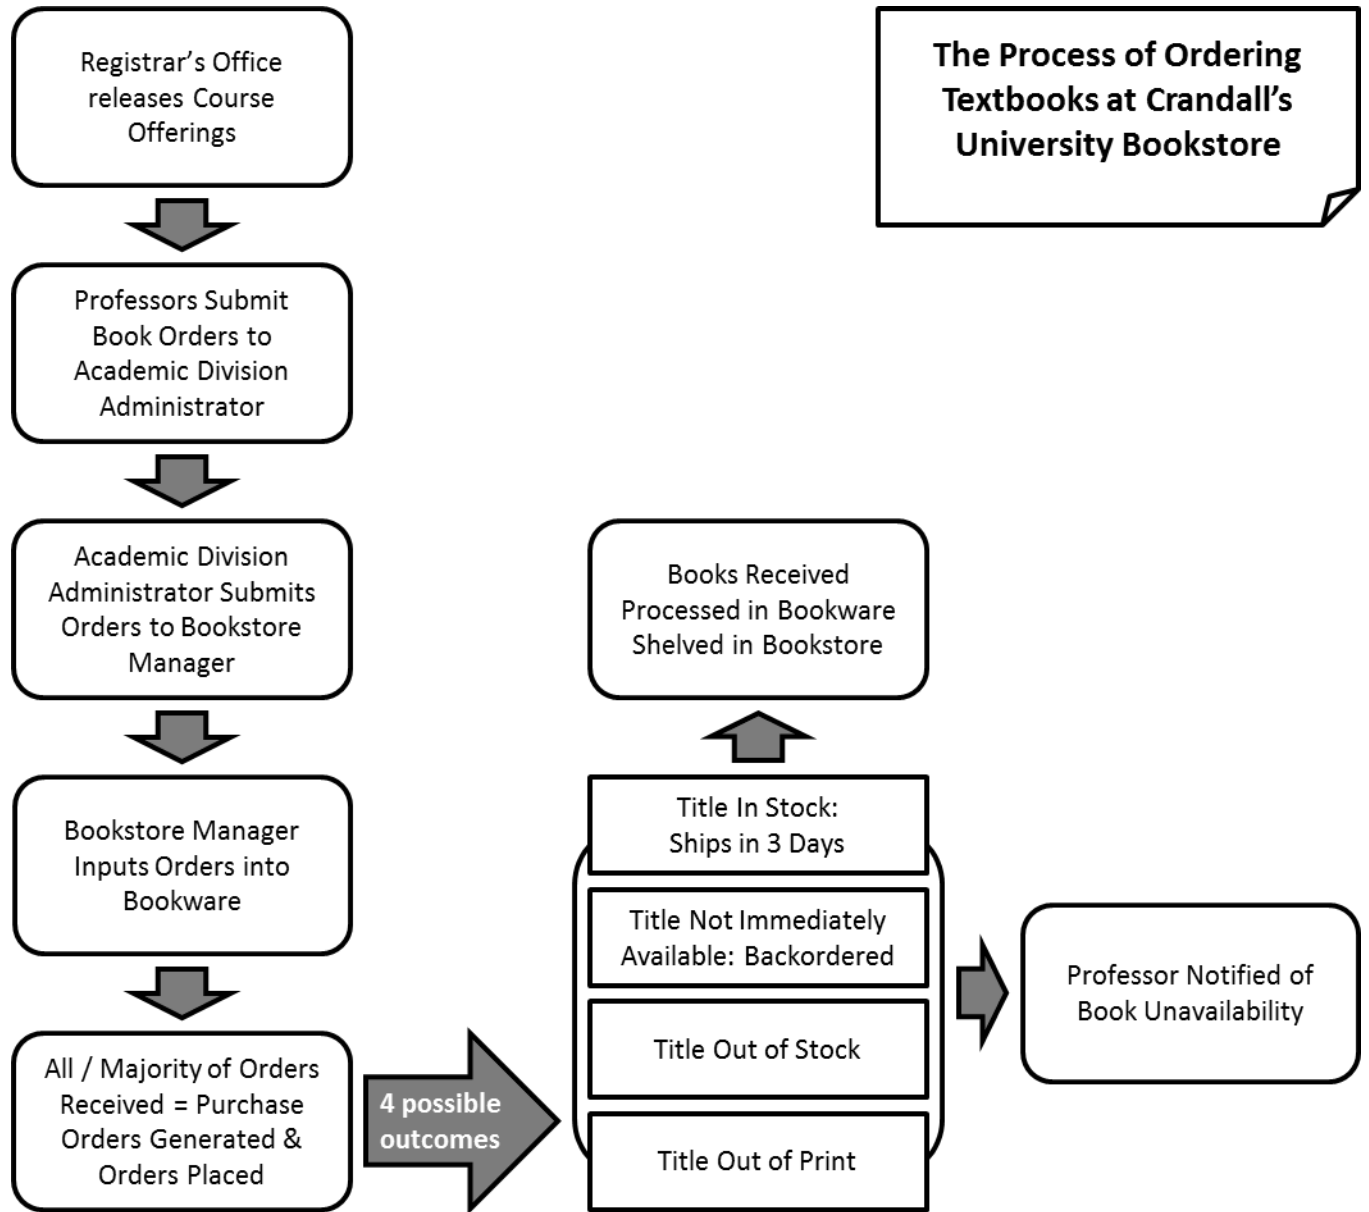 The Process of Ordering
Textbooks at Crandall’s
University Bookstore
Registrar’s Office
releases Course
Offerings
Professors Submit
Book Orders to
Academic Division
Administrator
Academic Division
Administrator Submits
Orders to Bookstore
Manager
Bookstore Manager
Inputs Orders into
Bookware
All / Majority of Orders
Received = Purchase
Orders Generated &
Orders Placed
4 possible
outcomes
Title In Stock:
Ships in 3 Days
Title Not Immediately
Available: Backordered
Title Out of Stock
Title Out of Print
Books Received
Processed in Bookware
Shelved in Bookstore
Professor Notified of
Book Unavailability